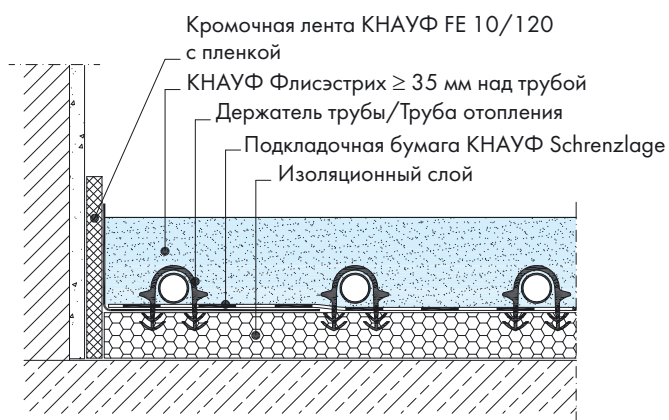 Кромочная лента КНАУФ FE 10/120
с пленкой
КНАУФ Флисэстрих ≥ 35 мм над трубой
Держатель трубы/Труба отопления
Подкладочная бумага КНАУФ Schrenzlage
Изоляционный слой